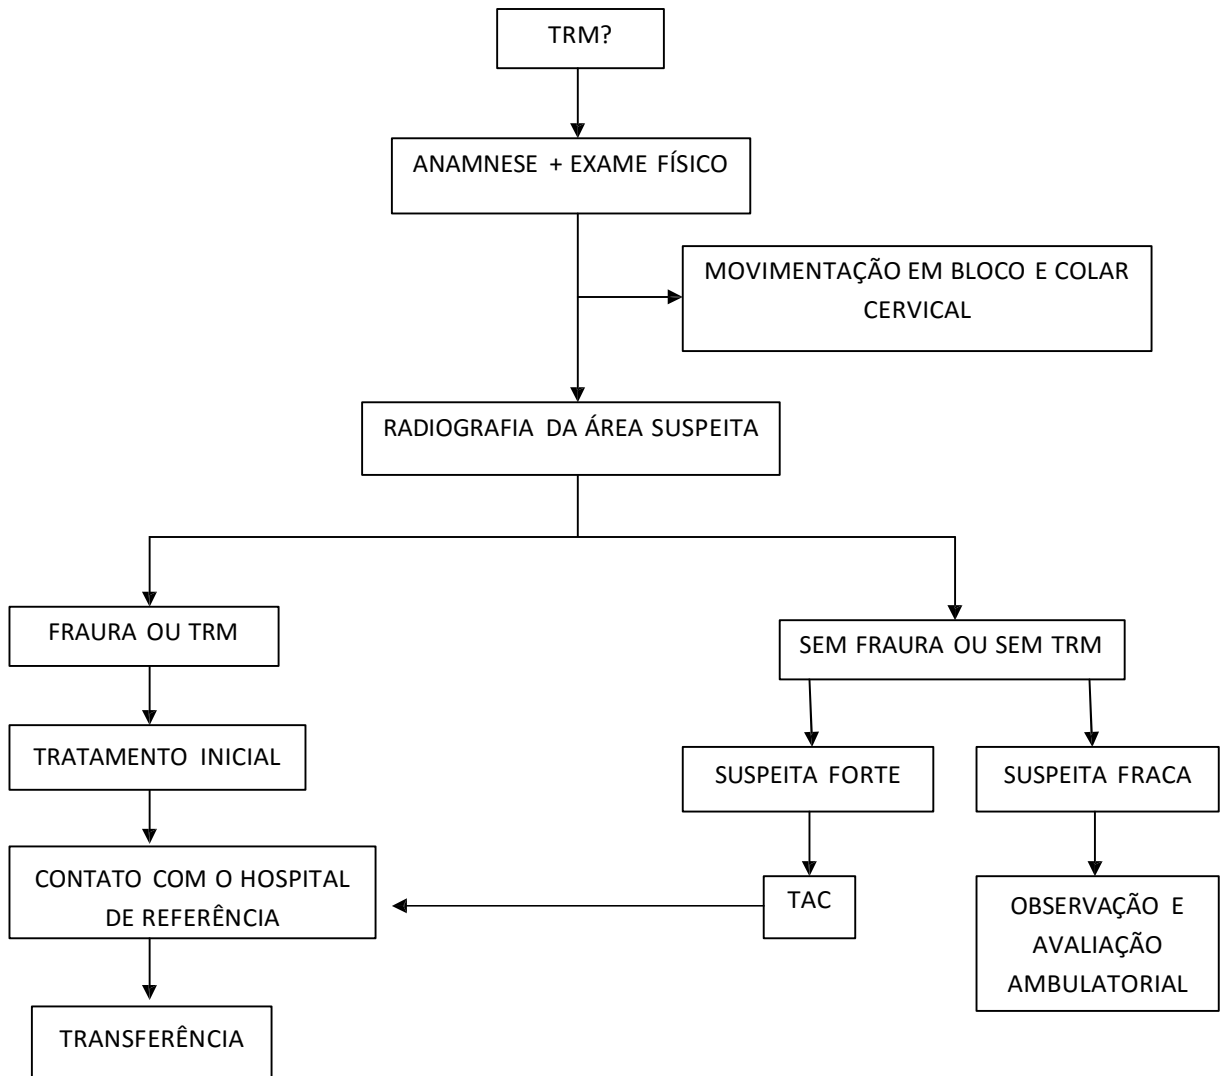 TRM?
ANAMNESE + EXAME FÍSICO
MOVIMENTAÇÃO EM BLOCO E COLAR
CERVICAL
RADIOGRAFIA DA ÁREA SUSPEITA
FRAURA OU TRM
SEM FRAURA OU SEM TRM
TRATAMENTO INICIAL
SUSPEITA FORTE
SUSPEITA FRACA
CONTATO COM O HOSPITAL
DE REFERÊNCIA
TAC
OBSERVAÇÃO E
AVALIAÇÃO
AMBULATORIAL
TRANSFERÊNCIA